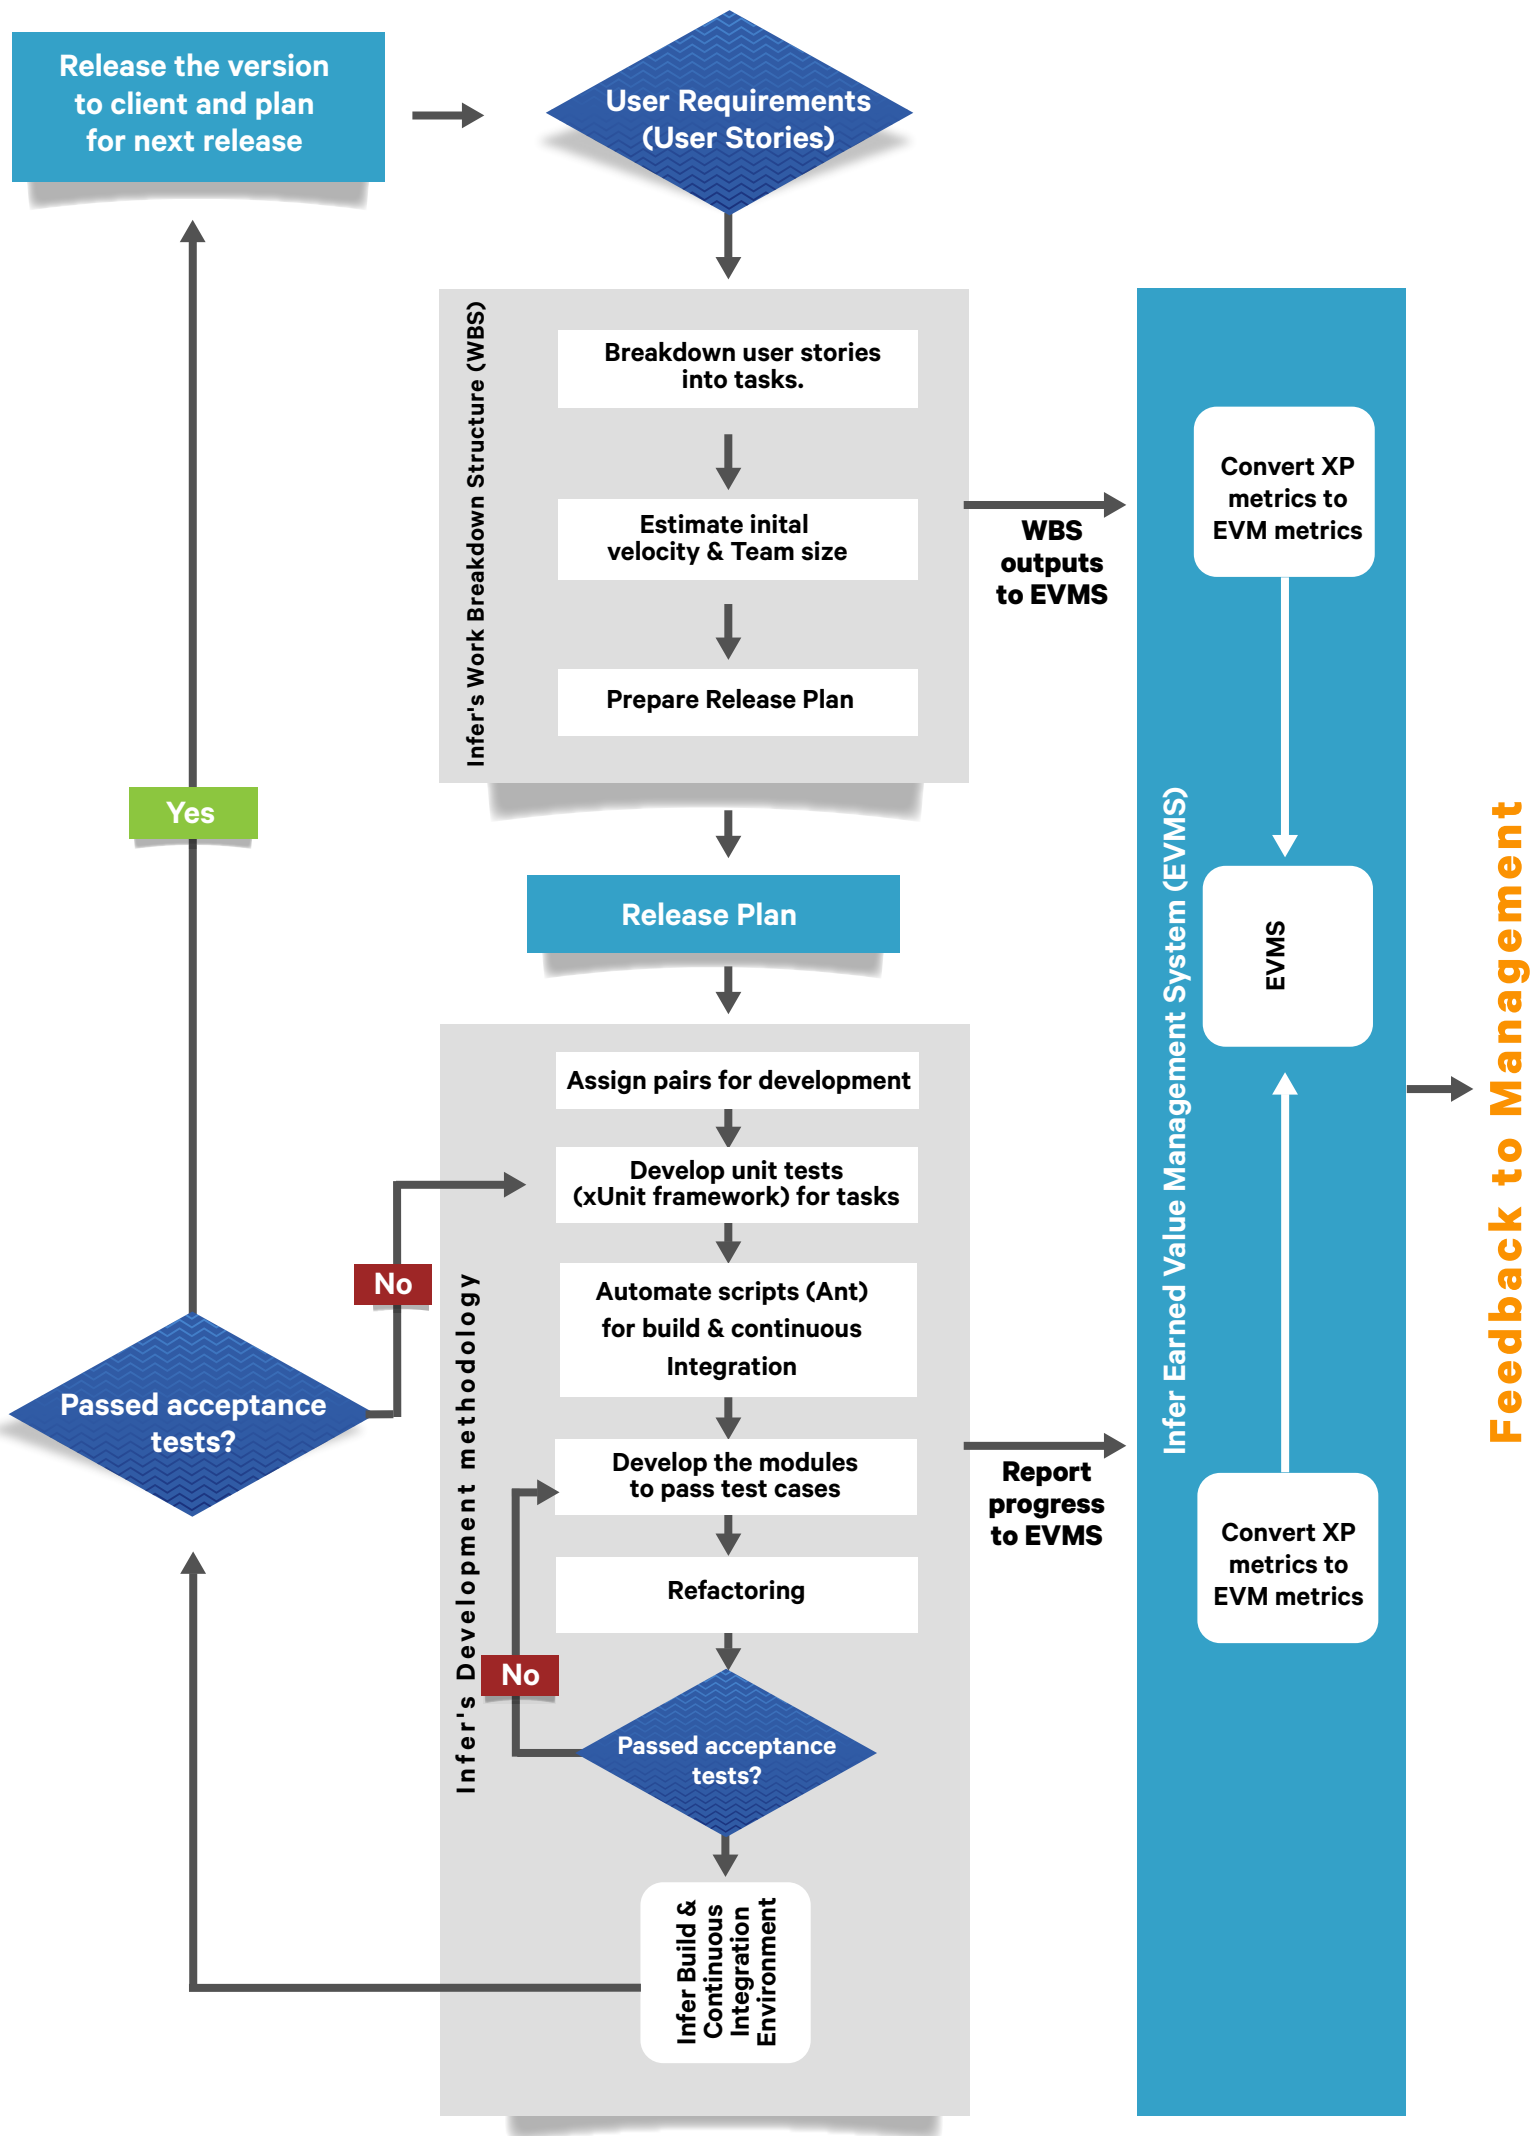 Release the version
to client and plan
for next release
User Requirements
(User Stories)
Infer's Work Breakdown Structure (WBS)
Breakdown user stories
into tasks.
Estimate inital
velocity & Team size
Prepare Release Plan
WBS
outputs
to EVMS
Convert XP
metrics to
EVM metrics
Yes
Release Plan
Infer Earned Value Management System (EVMS)
EVMS
Feedback to Management
Infer's Development methodology
Assign pairs for development
Develop unit tests
(xUnit framework) for tasks
No
Automate scripts (Ant)
for build & continuous
Integration
Passed acceptance
tests?
Develop the modules
to pass test cases
Report
progress
to EVMS
Convert XP
metrics to
EVM metrics
Refactoring
No
Passed acceptance
tests?
Infer Build &
Continuous
Integration
Environment